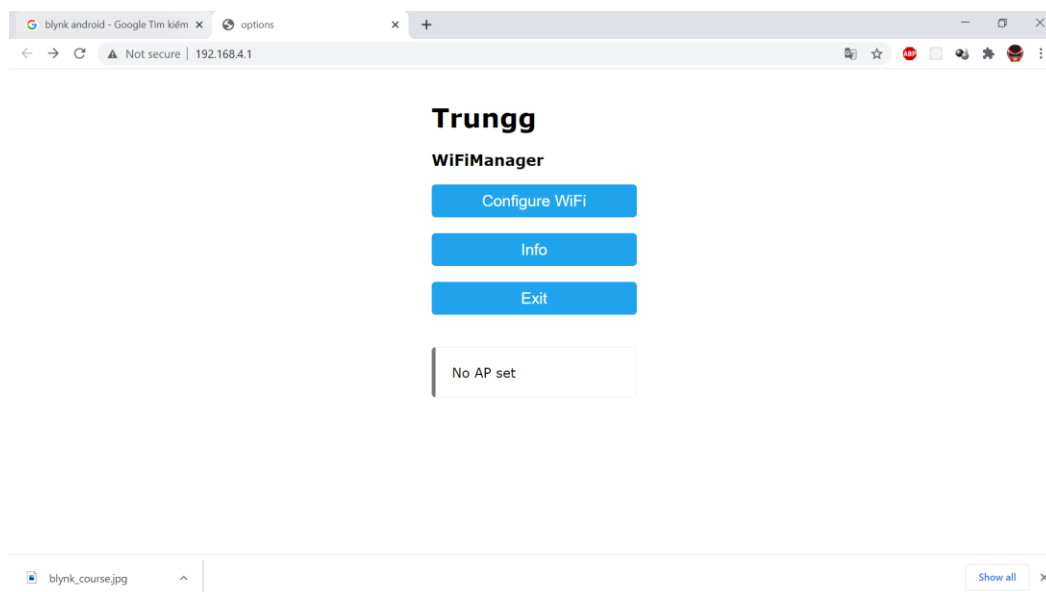 blynk android - Google Tìm kiếm
options
Not secure | 192.168.4.1
ABP
Trungg
WiFiManager
Configure WiFi
Info
Exit
No AP set
blynk_course.jpg
Show all